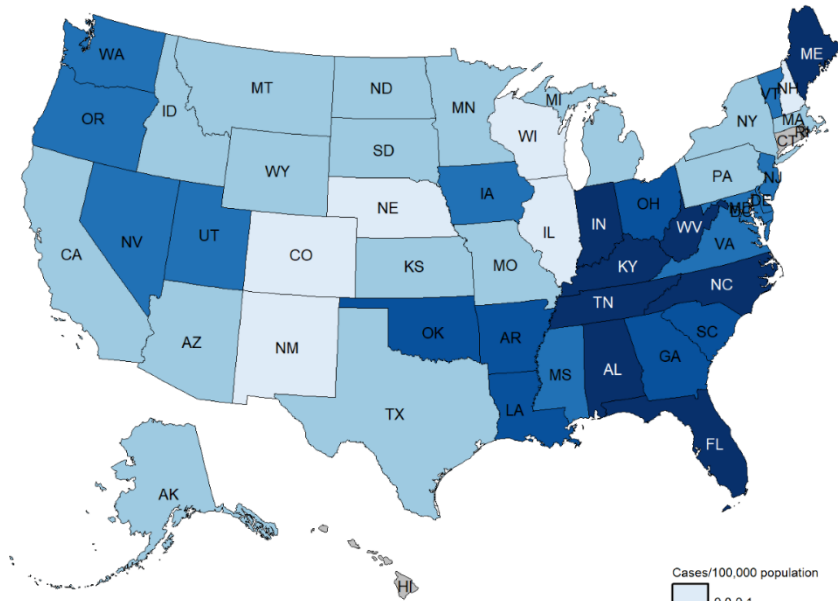 WA
ME
MT
ND
VT
NH
OR
MN
ID
MI
MA
NY
WI
SD
CT
RI
WY
PA
IA
NJ
NE
OH
DE
MD
NV
UT
IL
IN
WV
CO
VA
CA
KS
MO
KY
NC
TN
OK
AR
SC
AZ
NM
MS
AL
GA
TX
LA
FL
AK
HI
Cases/100,000 population